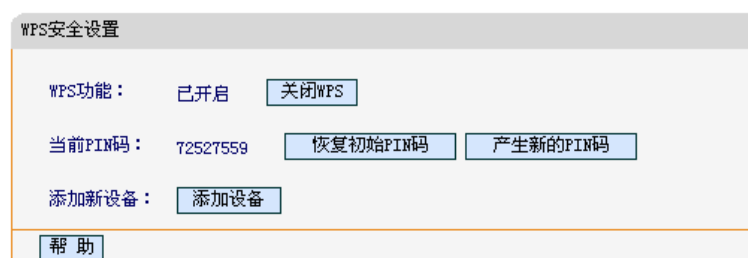 WPS安全设置
WPS功能： 已开启 关闭WPS
当前PIN码： 72527559 恢复初始PIN码 产生新的PIN码
添加新设备： 添加设备
帮 助